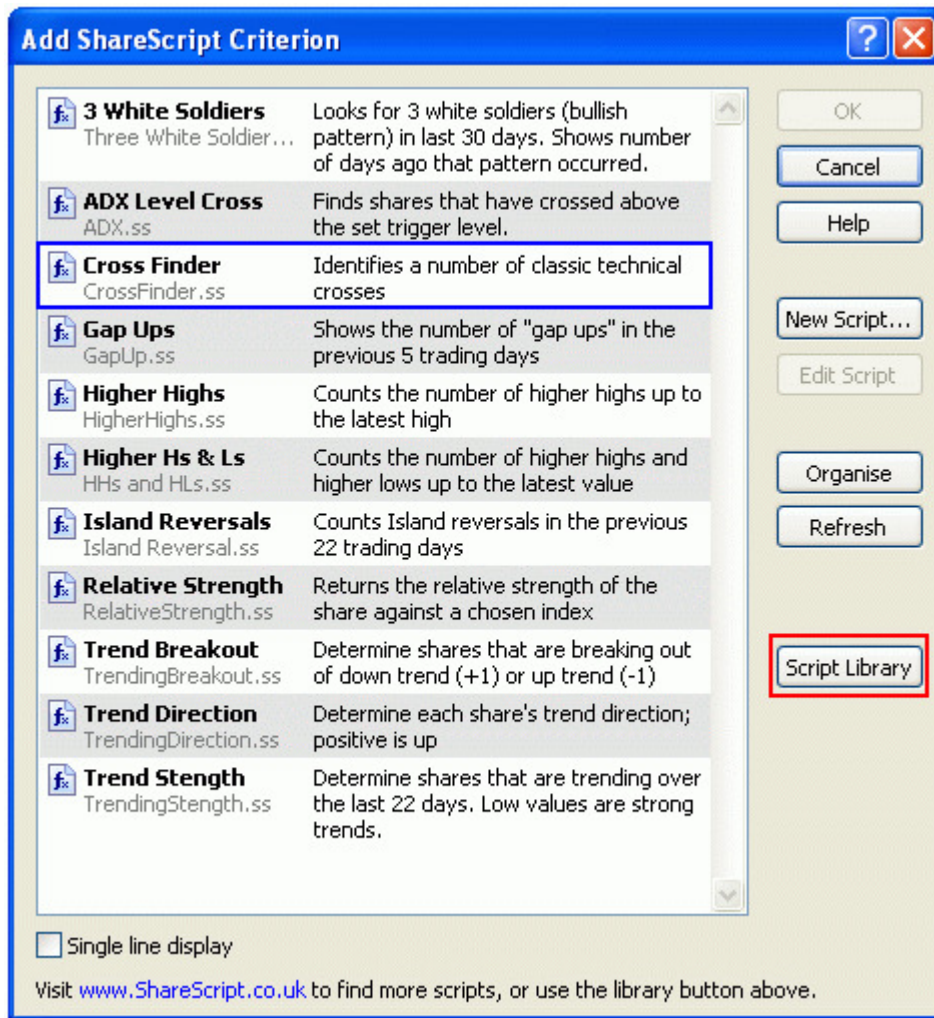 Add ShareScript Criterion
3 White Soldiers
Three White Soldier...
Looks for 3 white soldiers (bullish
pattern) in last 30 days. Shows number
of days ago that pattern occurred.
ADX Level Cross
ADX.ss
Finds shares that have crossed above
the set trigger level.
Cross Finder
CrossFinder.ss
Identifies a number of classic technical
crosses
Gap Ups
GapUp.ss
Shows the number of "gap ups" in the
previous 5 trading days
Higher Highs
HigherHighs.ss
Counts the number of higher highs up to
the latest high
Higher Hs & Ls
HHs and HLs.ss
Counts the number of higher highs and
higher lows up to the latest value
Island Reversals
Island Reversal.ss
Counts Island reversals in the previous
22 trading days
Relative Strength
RelativeStrength.ss
Returns the relative strength of the
share against a chosen index
Trend Breakout
TrendingBreakout.ss
Determine shares that are breaking out
of down trend (+1) or up trend (-1)
Trend Direction
TrendingDirection.ss
Determine each share's trend direction;
positive is up
Trend Stength
TrendingStength.ss
Determine shares that are trending over
the last 22 days. Low values are strong
trends.
OK
Cancel
Help
New Script...
Edit Script
Organise
Refresh
Script Library
Single line display
Visit www.ShareScript.co.uk to find more scripts, or use the library button above.